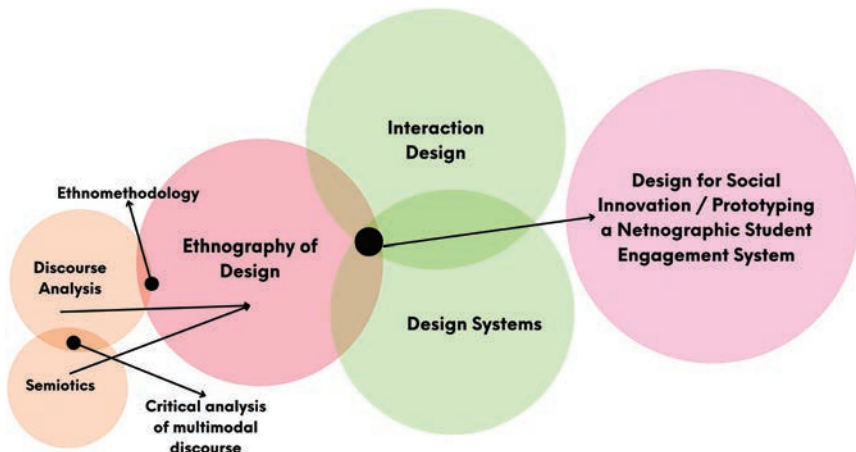 Interaction
Design
Ethnomethodology
Design for Social
Innovation / Prototyping
a Netnographic Student
Engagement System
Ethnography of
Design
Discourse
Analysis
Design Systems
Semiotics
Critical analysis
of multimodal
discourse